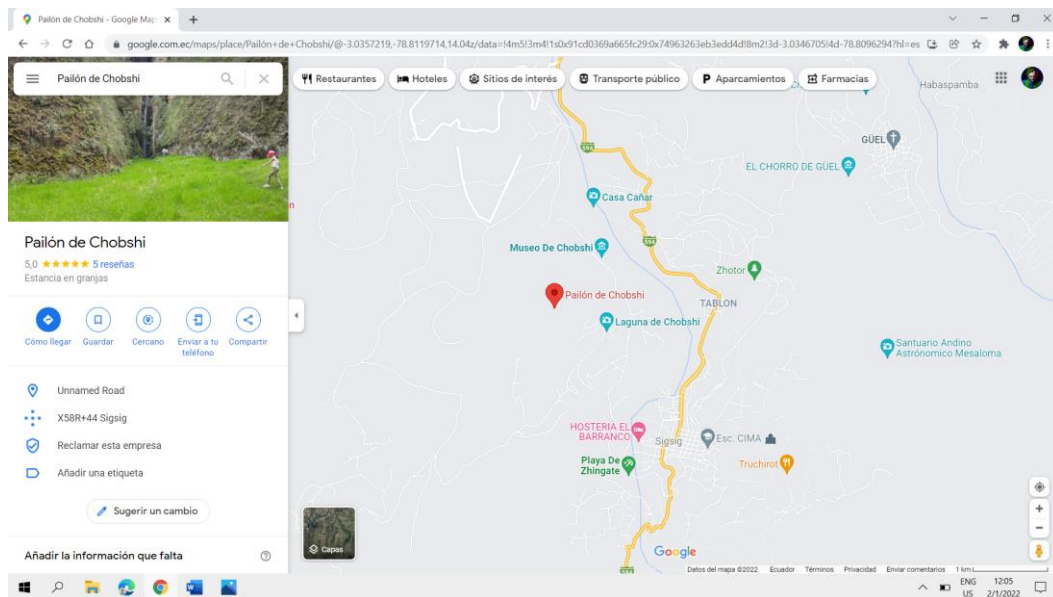 Pailón de Chobshi - Google Map
google.com.ec/maps/place/Pailón+de+Chobshi/@-3.0357219,-78.8119714,14.04z/data=!4m5!3m4!1s0x91cd0369a665fc29:0x74963263eb3edd4d!8m2!3d-3.0346705!4d-78.8096294?hl=es
Pailón de Chobshi
Restaurantes
Hoteles
Sitios de interés
Transporte público
P Aparcamientos
Farmacias
Pailón de Chobshi
5,0 ★★★★★ 5 reseñas
Estancia en granjas
Cómo llegar
Guardar
Cercano
Enviar a tu
teléfono
Compartir
Unnamed Road
X58R+44 Sigsig
Reclamar esta empresa
Añadir una etiqueta
Sugerir un cambio
Añadir la información que falta
Habaspamba
GÜEL
EL CHORRO DE GÜEL
594
Casa Cañar
594
Museo De Chobshi
Zhotor
Pailón de Chobshi
TABLON
Laguna de Chobshi
Santuario Andino
Astrónomico Mesaloma
HOSTERIA EL
BARRANCO
Sigsig
Esc. CIMA
Playa De
Zhingate
Truchirot
Capas
Google
594
Datos del mapa ©2022
Ecuador
Términos
Privacidad
Enviar comentarios
1 km
ENG
US
12:05
2/1/2022